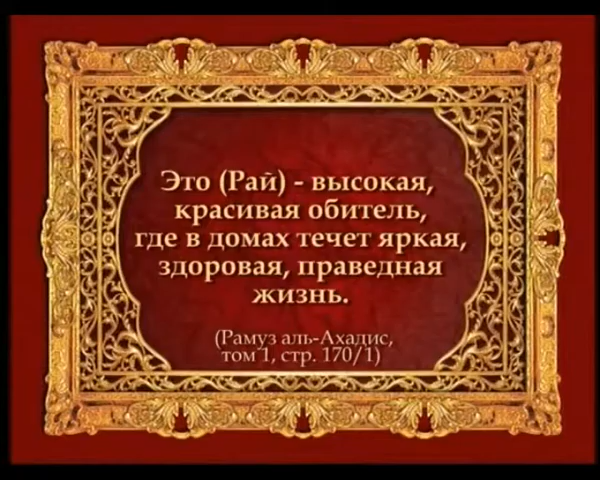 Это (Рай) - высокая,
красивая обитель,
где в домах течет яркая,
здоровая, праведная
жизнь.
(Рамуз аль-Ахадис,
том 1, стр. 170/1)